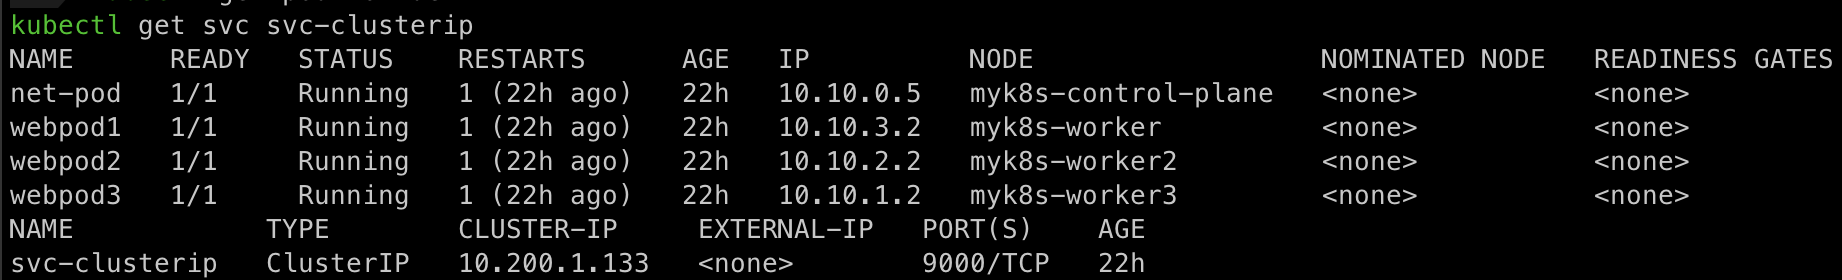 kubectl get svc svc-clusterip
NAME READY STATUS RESTARTS AGE IP NODE NOMINATED NODE READINESS GATES
net-pod 1/1 Running 1 (22h ago) 22h 10.10.0.5 myk8s-control-plane <none> <none>
webpod1 1/1 Running 1 (22h ago) 22h 10.10.3.2 myk8s-worker <none> <none>
webpod2 1/1 Running 1 (22h ago) 22h 10.10.2.2 myk8s-worker2 <none> <none>
webpod3 1/1 Running 1 (22h ago) 22h 10.10.1.2 myk8s-worker3 <none> <none>
NAME TYPE CLUSTER-IP EXTERNAL-IP PORT(S) AGE
svc-clusterip ClusterIP 10.200.1.133 <none> 9000/TCP 22h